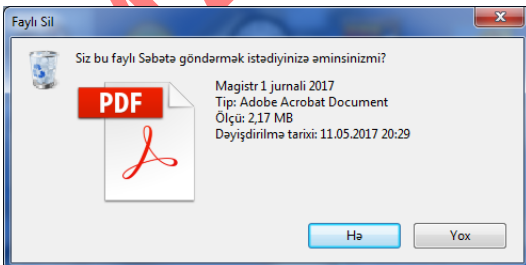 Faylı Sil
Siz bu faylı Səbətə göndərmək istədiyinizə əminsinizmi?
PDF
Magistr 1 jurnali 2017
Tip: Adobe Acrobat Document
Ölçü: 2,17 MB
Dəyişdirilmə tarixi: 11.05.2017 20:29
Hə
Yox